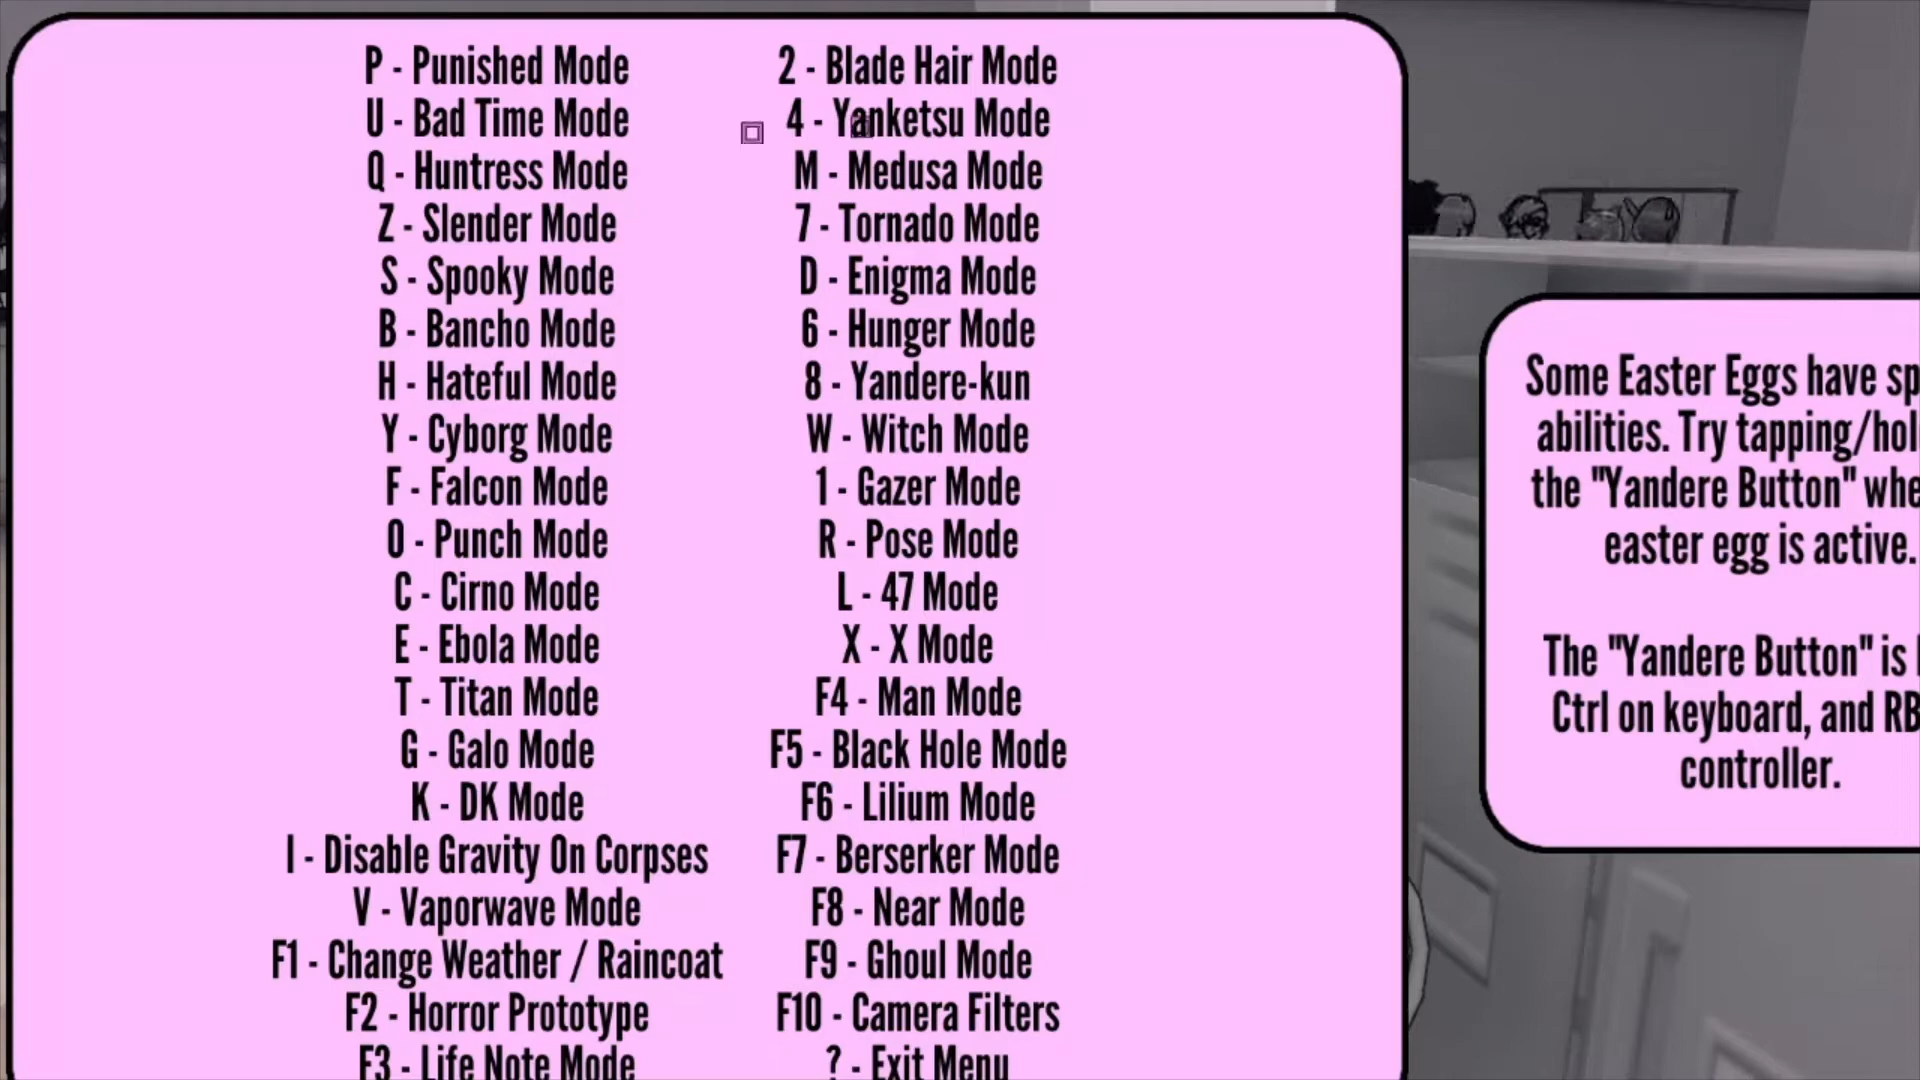 P - Punished Mode
U - Bad Time Mode
Q - Huntress Mode
Z - Slender Mode
S - Spooky Mode
B - Bancho Mode
H - Hateful Mode
Y - Cyborg Mode
F - Falcon Mode
O - Punch Mode
C - Cirno Mode
E - Ebola Mode
T - Titan Mode
G - Galo Mode
K - DK Mode
I - Disable Gravity On Corpses
V - Vaporwave Mode
F1 - Change Weather / Raincoat
F2 - Horror Prototype
F3 - Life Note Mode
2 - Blade Hair Mode
4 - Yanketsu Mode
M - Medusa Mode
7 - Tornado Mode
D - Enigma Mode
6 - Hunger Mode
8 - Yandere-kun
W - Witch Mode
1 - Gazer Mode
R - Pose Mode
L - 47 Mode
X - X Mode
F4 - Man Mode
F5 - Black Hole Mode
F6 - Lilium Mode
F7 - Berserker Mode
F8 - Near Mode
F9 - Ghoul Mode
F10 - Camera Filters
? - Exit Menu
Some Easter Eggs have sp
abilities. Try tapping/hol
the "Yandere Button" whe
easter egg is active.
The "Yandere Button" is
Ctrl on keyboard, and RB
controller.